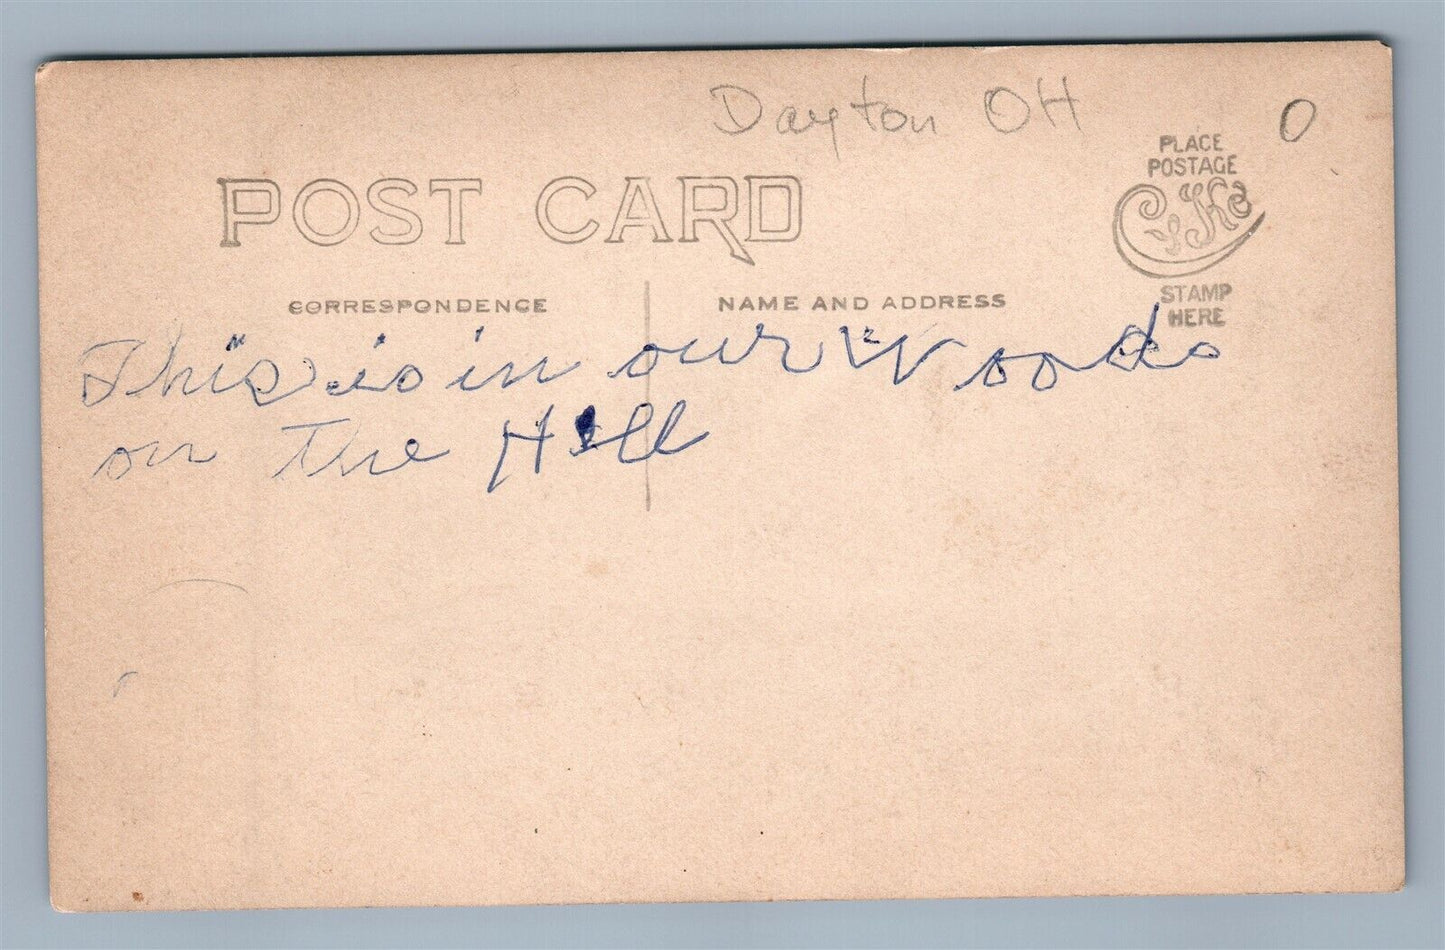 Dayton OH
O
PLACE
POSTAGE
POST CARD
STAMP
HERE
CORRESPONDENCE
NAME AND ADDRESS
This is in our Woods
on The Hill